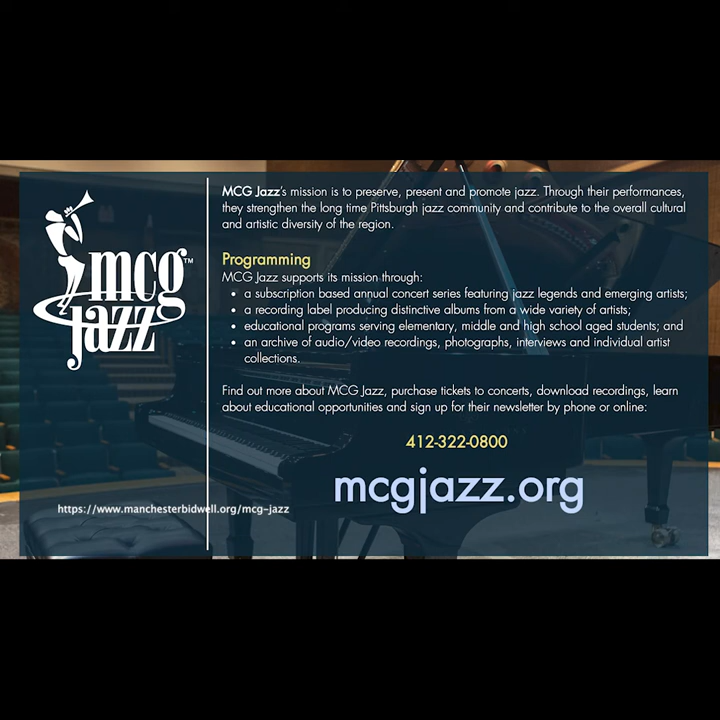 mcg™
jazz
MCG Jazz's mission is to preserve, present and promote jazz. Through their performances,
they strengthen the long time Pittsburgh jazz community and contribute to the overall cultural
and artistic diversity of the region.
Programming
MCG Jazz supports its mission through:
• a subscription based annual concert series featuring jazz legends and emerging artists;
• a recording label producing distinctive albums from a wide variety of artists;
• educational programs serving elementary, middle and high school aged students; and
• an archive of audio/video recordings, photographs, interviews and individual artist
collections.
Find out more about MCG Jazz, purchase tickets to concerts, download recordings, learn
about educational opportunities and sign up for their newsletter by phone or online:
412-322-0800
mcgjazz.org
https://www.manchesterbidwell.org/mcg-jazz